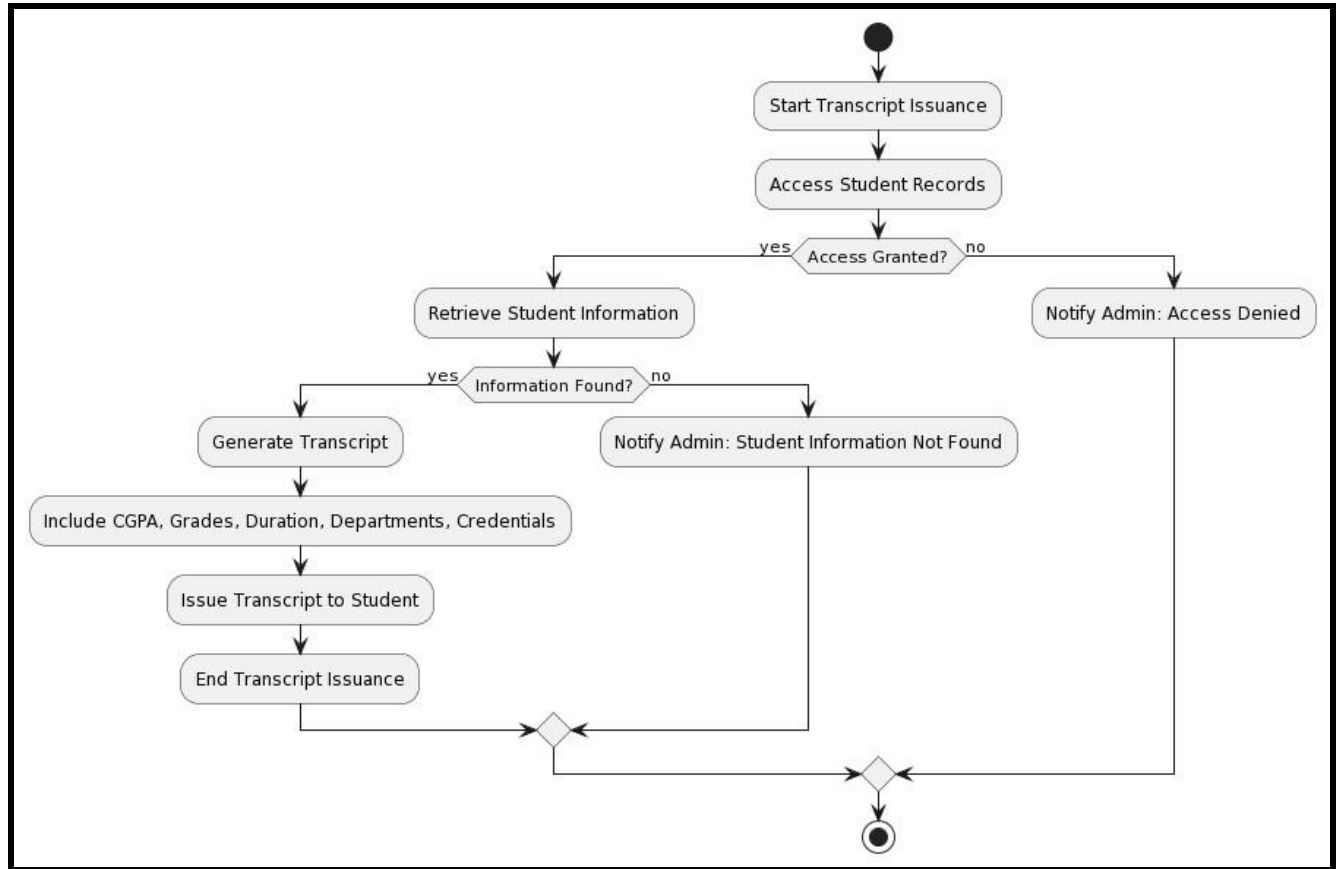 Start Transcript Issuance
Access Student Records
yes
Access Granted?
no
Retrieve Student Information
Notify Admin: Access Denied
yes
Information Found?
no
Generate Transcript
Notify Admin: Student Information Not Found
Include CGPA, Grades, Duration, Departments, Credentials
Issue Transcript to Student
End Transcript Issuance